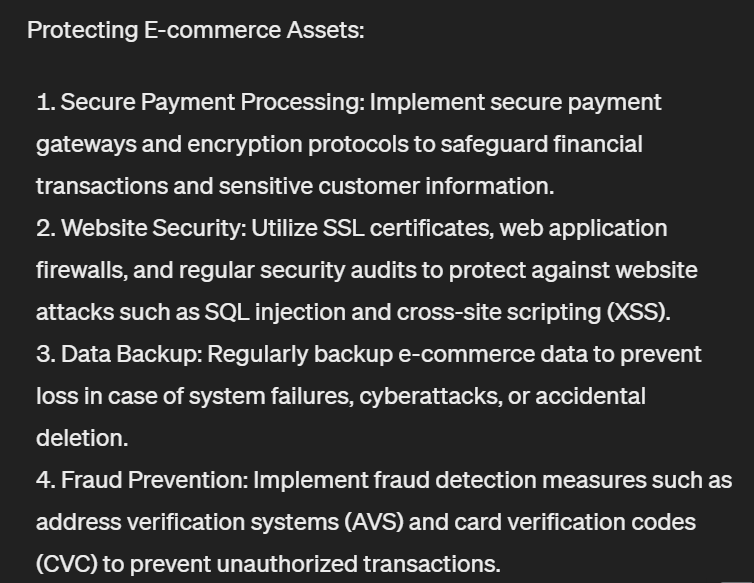 Protecting E-commerce Assets:
1. Secure Payment Processing: Implement secure payment
gateways and encryption protocols to safeguard financial
transactions and sensitive customer information.
2. Website Security: Utilize SSL certificates, web application
firewalls, and regular security audits to protect against website
attacks such as SQL injection and cross-site scripting (XSS).
3. Data Backup: Regularly backup e-commerce data to prevent
loss in case of system failures, cyberattacks, or accidental
deletion.
4. Fraud Prevention: Implement fraud detection measures such as
address verification systems (AVS) and card verification codes
(CVC) to prevent unauthorized transactions.